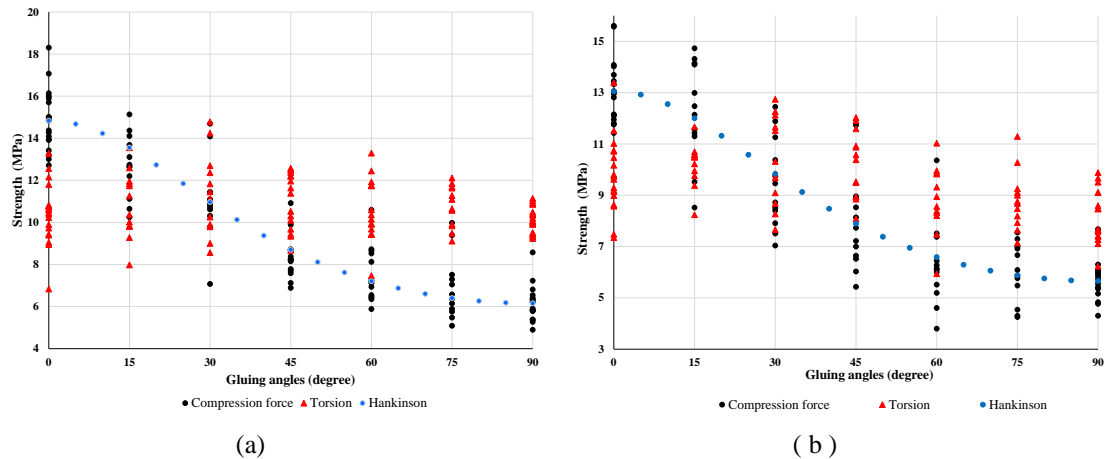 20
18
16
14
12
10
8
6
4
Strength (MPa)
0 15 30 45 60 75 90
Gluing angles (degree)
Compression force Torsion Hankinson
(a)
15
13
11
9
7
5
3
Strength (MPa)
0 15 30 45 60 75 90
Gluing angles (degree)
Compression force Torsion Hankinson
( b )